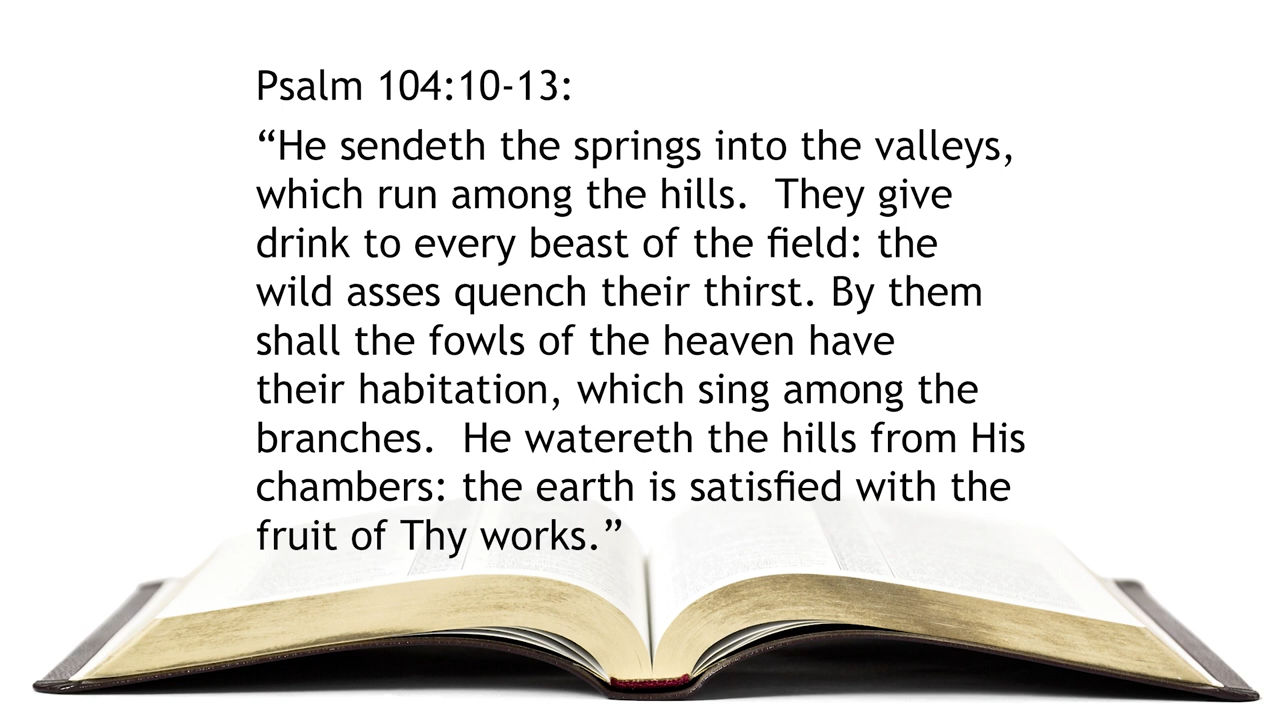 Psalm 104:10-13:
“He sendeth the springs into the valleys,
which run among the hills.  They give
drink to every beast of the field: the
wild asses quench their thirst. By them
shall the fowls of the heaven have
their habitation, which sing among the
branches.  He watereth the hills from His
chambers: the earth is satisfied with the
fruit of Thy works.”